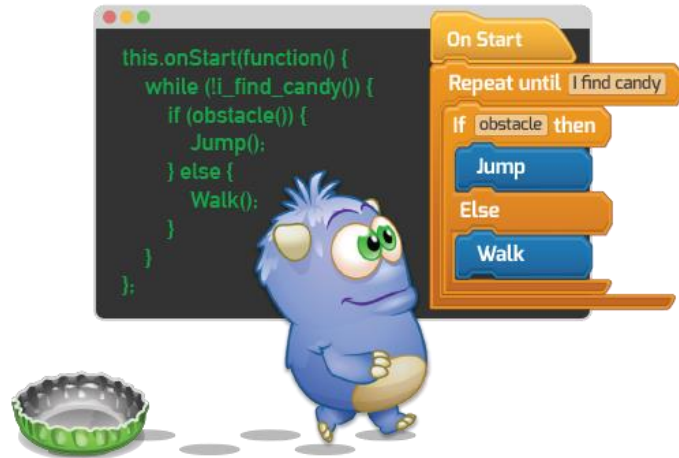 this.onStart(function() {
while (!i_find_candy()) {
if (obstacle()) {
Jump();
} else {
Walk();
}
}
};
On Start
Repeat until I find candy
If obstacle then
Jump
Else
Walk